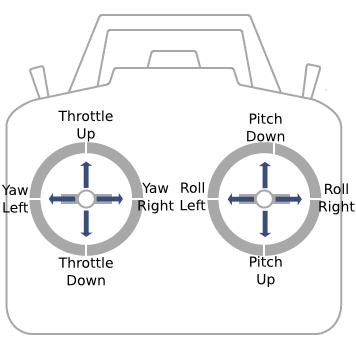 Throttle
Up
Pitch
Down
Yaw
Left
Yaw
Right
Roll
Left
Roll
Right
Throttle
Down
Pitch
Up